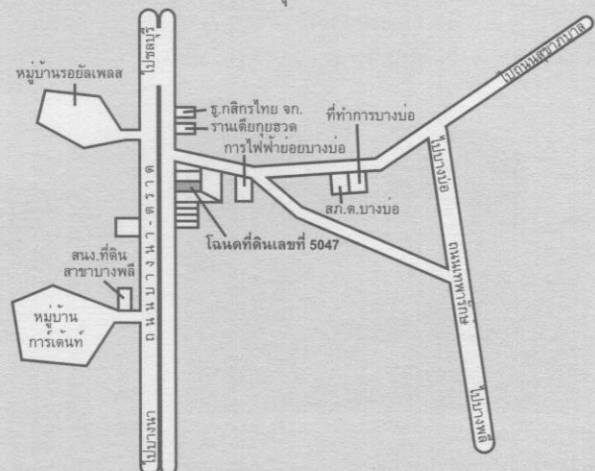 ไปชลบุรี
หมู่บ้านรอยัลเพลส
ธ.กสิกรไทย จก.
รานเตียกุยฮวด
การไฟฟ้าย่อยบางบ่อ
ที่ทำการบางบ่อ
ไปถนนสุขาภิบาล
สภ.ต.บางบ่อ
ไปบางบ่อ
โฉนดที่ดินเลขที่ 5047
สนง.ที่ดิน
สาขาบางพลี
ถนนบางนา-ตราด
ถนนเทพารักษ์
หมู่บ้าน
การ์เด้นท์
ไปบางนา
ไปบางพลี